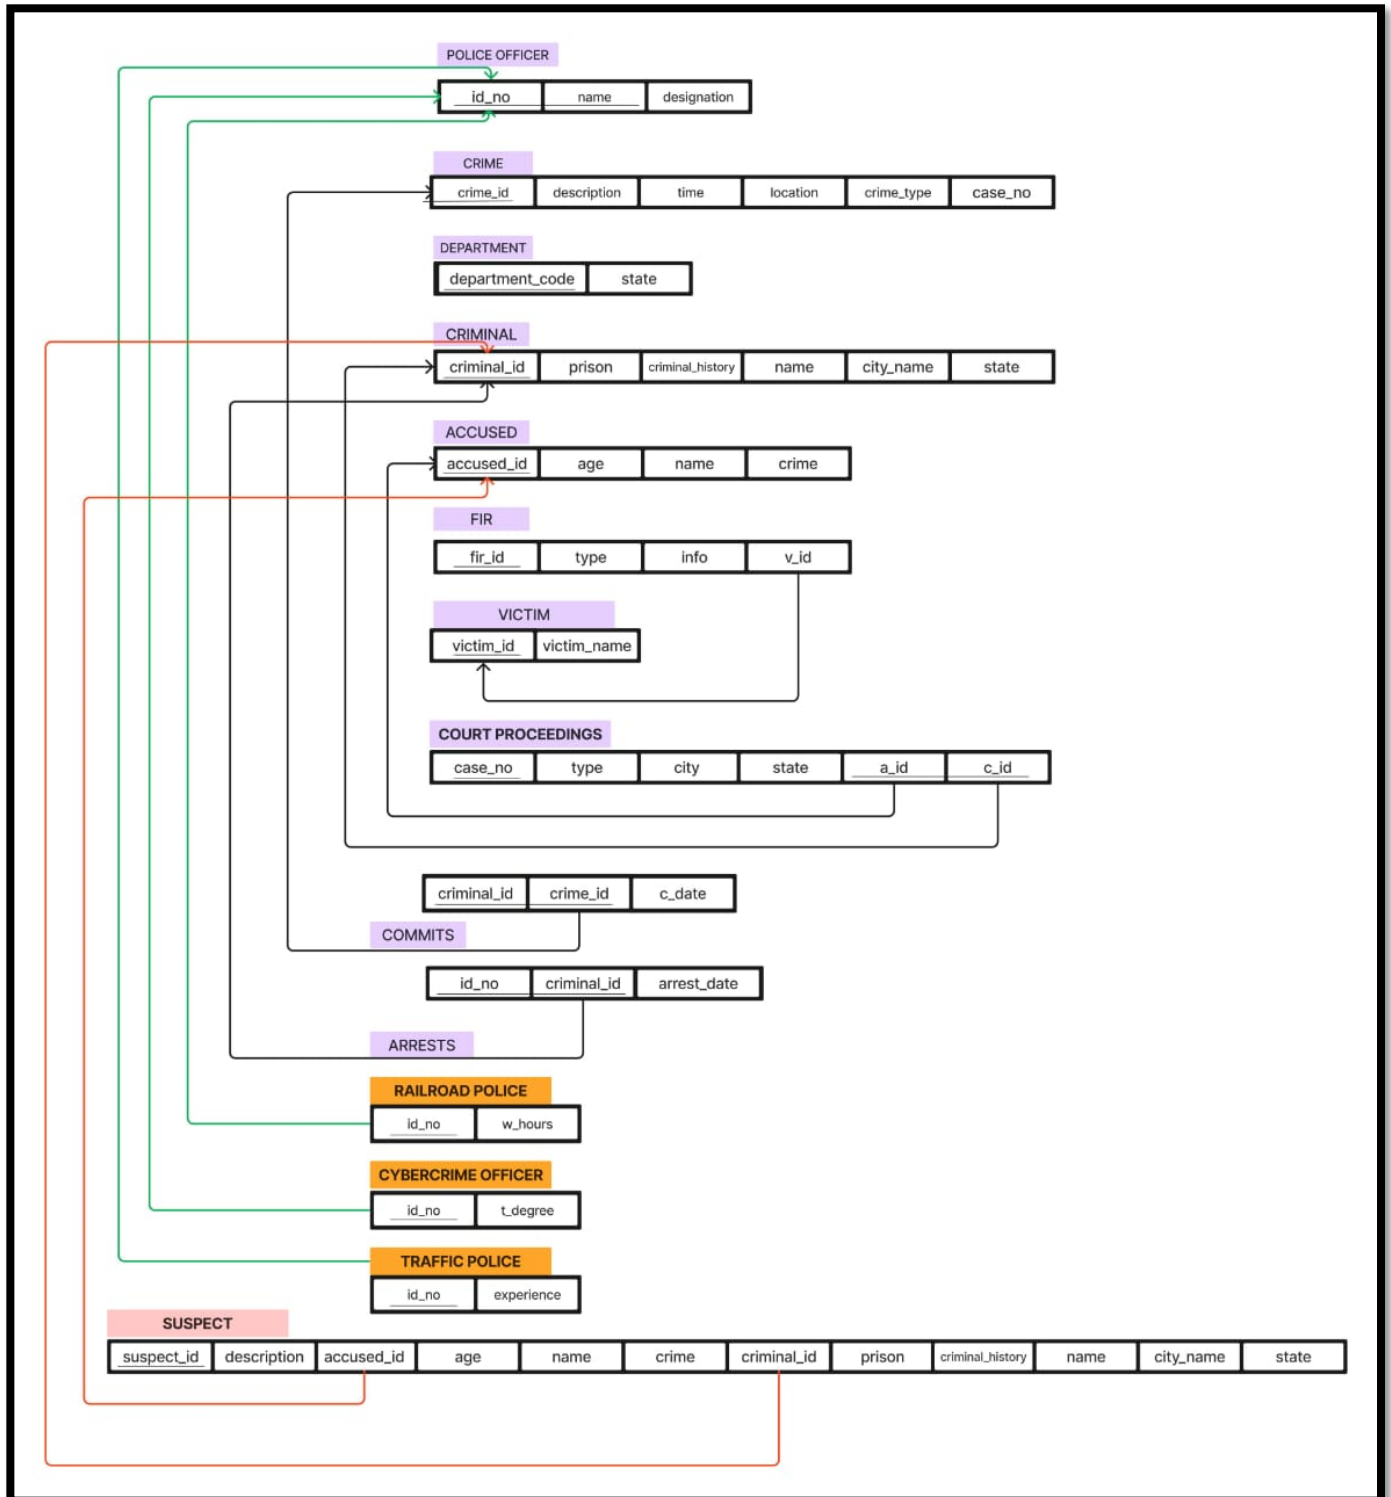 POLICE OFFICER
id_no name designation
CRIME
crime_id description time location crime_type case_no
DEPARTMENT
department_code state
CRIMINAL
criminal_id prison criminal_history name city_name state
ACCUSED
accused_id age name crime
FIR
fir_id type info v_id
VICTIM
victim_id victim_name
COURT PROCEEDINGS
case_no type city state a_id c_id
criminal_id crime_id c_date
COMMITS
id_no criminal_id arrest_date
ARRESTS
RAILROAD POLICE
id_no w_hours
CYBERCRIME OFFICER
id_no t_degree
TRAFFIC POLICE
id_no experience
SUSPECT
suspect_id description accused_id age name crime criminal_id prison criminal_history name city_name state